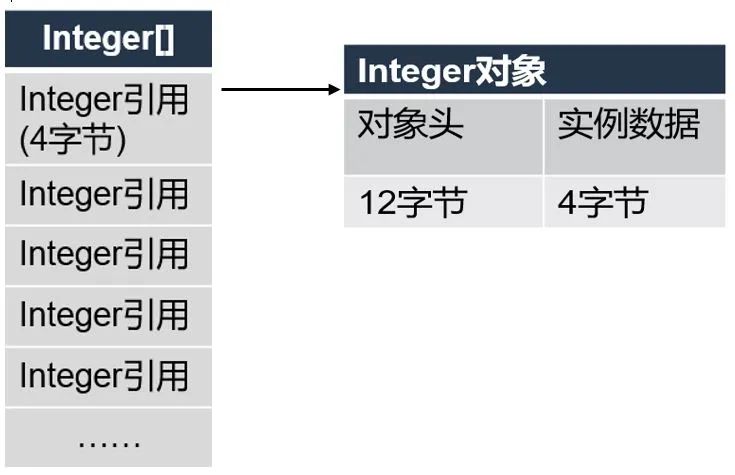 Integer[]
Integer引用
(4字节)
Integer引用
Integer引用
Integer引用
Integer引用
……
Integer对象
对象头 实例数据
12字节 4字节